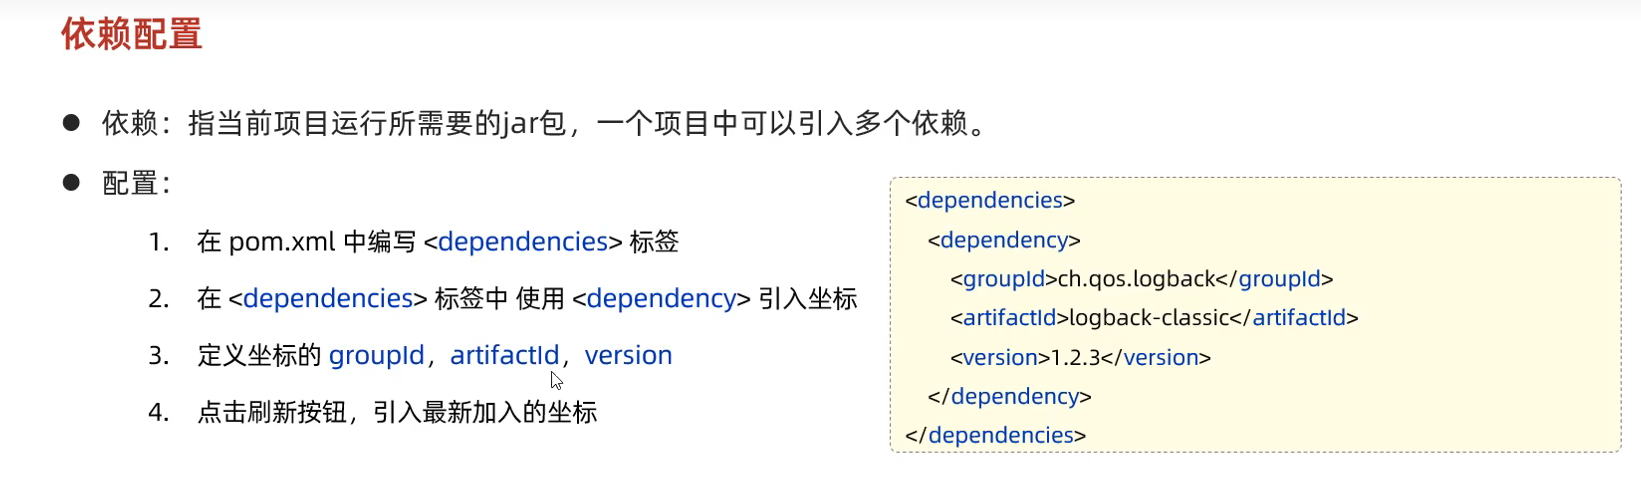 依赖配置
● 依赖：指当前项目运行所需要的jar包，一个项目中可以引入多个依赖。
● 配置：
1. 在 pom.xml 中编写 <dependencies> 标签
2. 在 <dependencies> 标签中 使用 <dependency> 引入坐标
3. 定义坐标的 groupId，artifactId，version
4. 点击刷新按钮，引入最新加入的坐标
<dependencies>
<dependency>
<groupId>ch.qos.logback</groupId>
<artifactId>logback-classic</artifactId>
<version>1.2.3</version>
</dependency>
</dependencies>